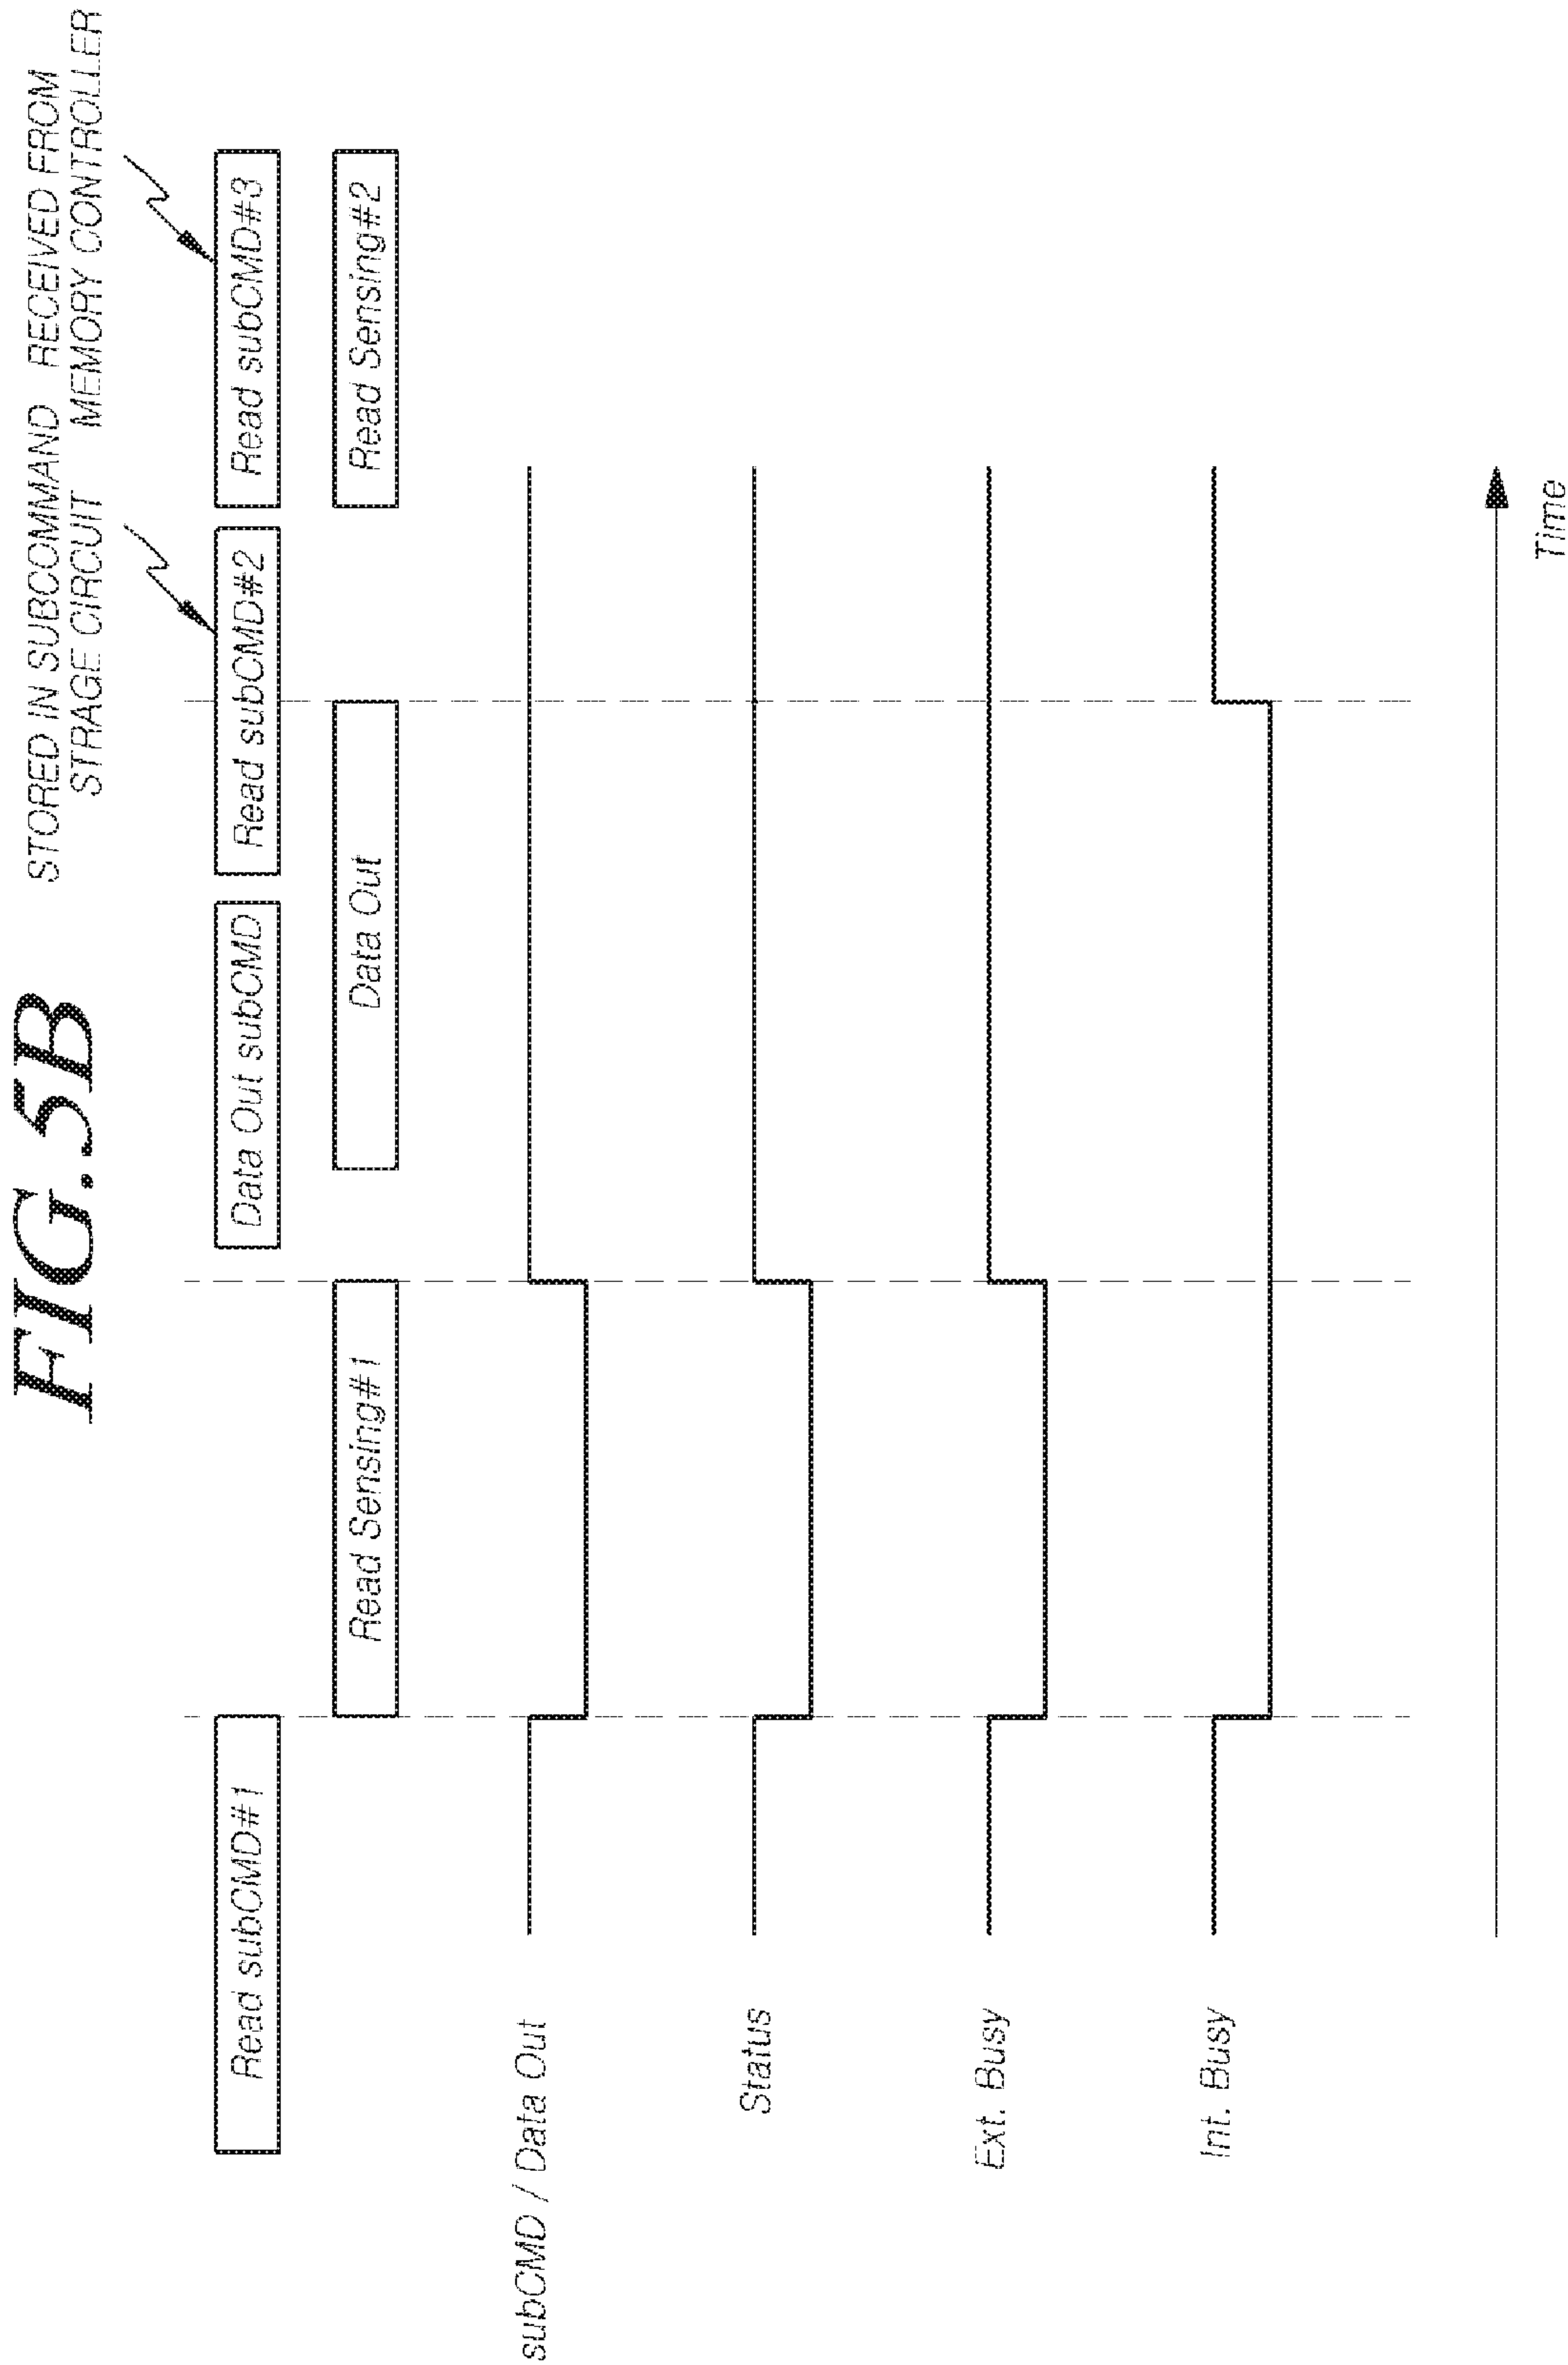 FIG.5B
STORED IN SUBCOMMAND
STRAGE CIRCUIT
RECEIVED FROM
MEMORY CONTROLLER
Read subCMD#1
Data Out subCMD
Read subCMD#2
Read subCMD#3
Read Sensing#1
Data Out
Read Sensing#2
subCMD / Data Out
Status
Ext. Busy
Int. Busy
Time